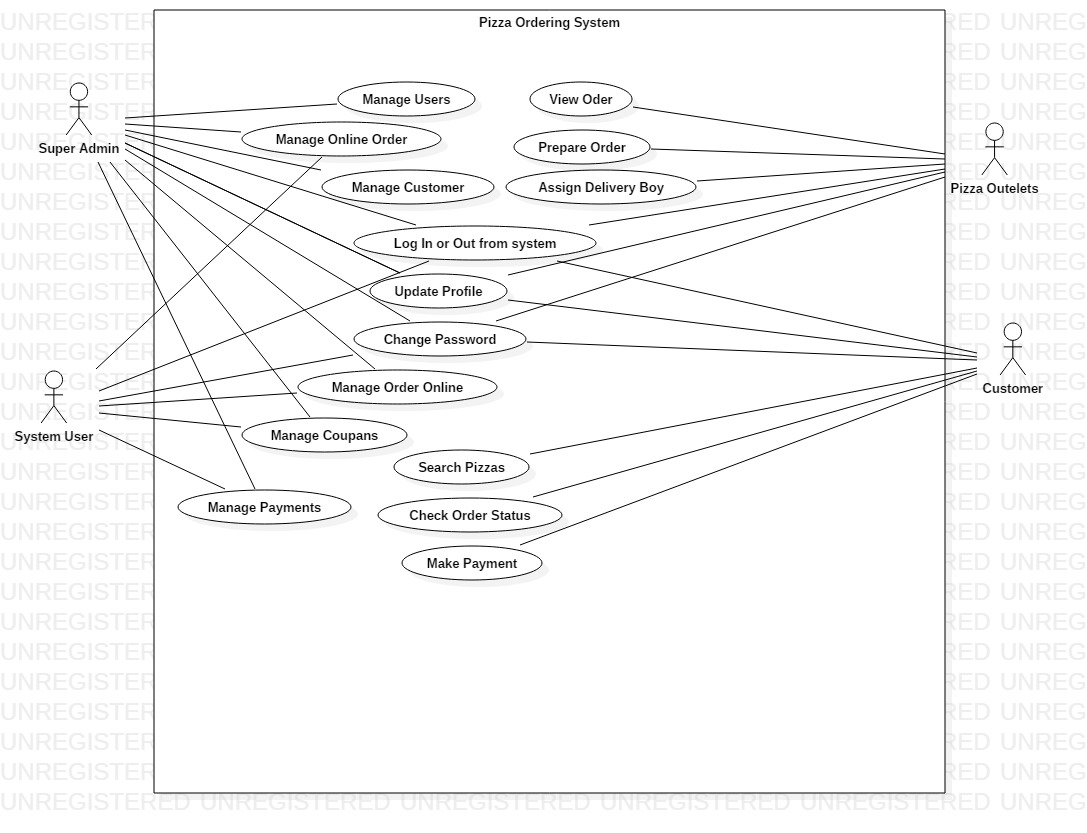 Pizza Ordering System
Manage Users
View Oder
Manage Online Order
Super Admin
Prepare Order
Manage Customer
Assign Delivery Boy
Pizza Outelets
Log In or Out from system
Update Profile
Change Password
Manage Order Online
Customer
System User
Manage Coupans
Search Pizzas
Manage Payments
Check Order Status
Make Payment
UNREGISTERED UNREGISTERED UNREGISTERED UNREGISTERED UNREGISTERED UNREG